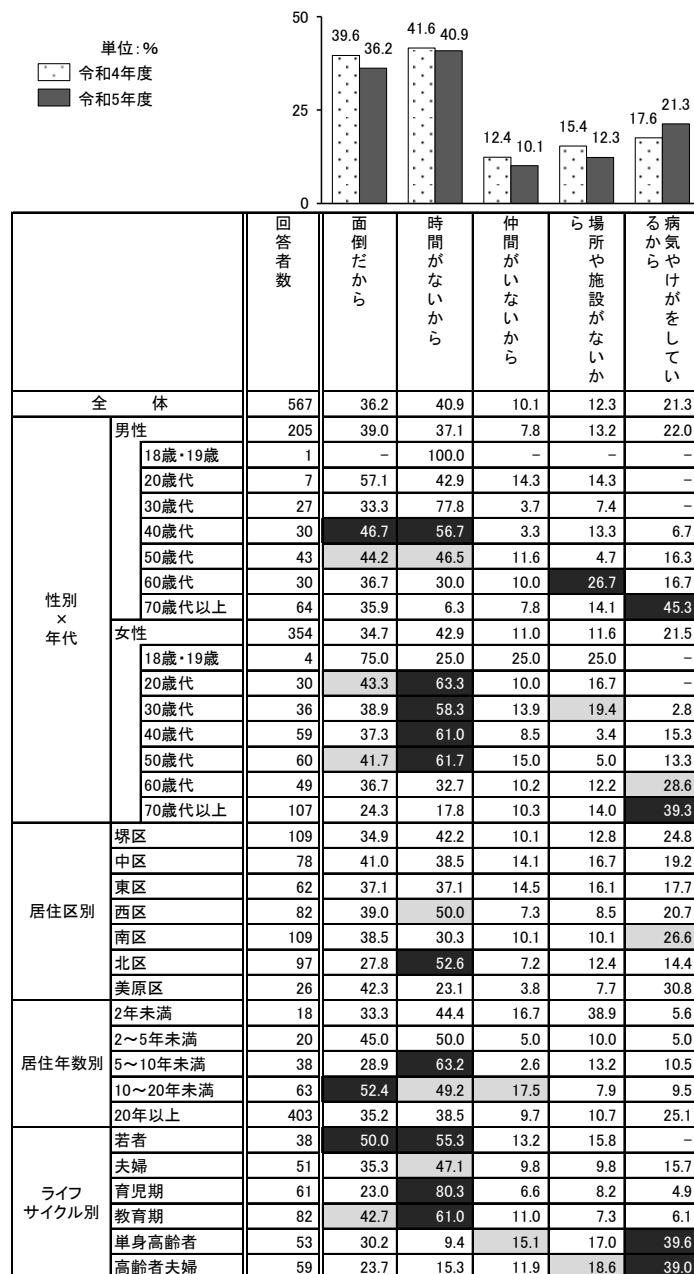 単位:%
令和4年度
令和5年度
50
25
0
39.6 36.2 41.6 40.9 12.4 10.1 15.4 12.3 17.6 21.3
回答者数
面倒だから
時間がないから
仲間がいないから
場所や施設がないか
ら
病気やけがをしてい
るから
全 体 567 36.2 40.9 10.1 12.3 21.3
性別
×
年代
男性 205 39.0 37.1 7.8 13.2 22.0
18歳・19歳 1 − 100.0 − − −
20歳代 7 57.1 42.9 14.3 14.3 −
30歳代 27 33.3 77.8 3.7 7.4 −
40歳代 30 46.7 56.7 3.3 13.3 6.7
50歳代 43 44.2 46.5 11.6 4.7 16.3
60歳代 30 36.7 30.0 10.0 26.7 16.7
70歳代以上 64 35.9 6.3 7.8 14.1 45.3
女性 354 34.7 42.9 11.0 11.6 21.5
18歳・19歳 4 75.0 25.0 25.0 25.0 −
20歳代 30 43.3 63.3 10.0 16.7 −
30歳代 36 38.9 58.3 13.9 19.4 2.8
40歳代 59 37.3 61.0 8.5 3.4 15.3
50歳代 60 41.7 61.7 15.0 5.0 13.3
60歳代 49 36.7 32.7 10.2 12.2 28.6
70歳代以上 107 24.3 17.8 10.3 14.0 39.3
居住区別
堺区 109 34.9 42.2 10.1 12.8 24.8
中区 78 41.0 38.5 14.1 16.7 19.2
東区 62 37.1 37.1 14.5 16.1 17.7
西区 82 39.0 50.0 7.3 8.5 20.7
南区 109 38.5 30.3 10.1 10.1 26.6
北区 97 27.8 52.6 7.2 12.4 14.4
美原区 26 42.3 23.1 3.8 7.7 30.8
居住年数別
2年未満 18 33.3 44.4 16.7 38.9 5.6
2～5年未満 20 45.0 50.0 5.0 10.0 5.0
5～10年未満 38 28.9 63.2 2.6 13.2 10.5
10～20年未満 63 52.4 49.2 17.5 7.9 9.5
20年以上 403 35.2 38.5 9.7 10.7 25.1
ライフ
サイクル別
若者 38 50.0 55.3 13.2 15.8 −
夫婦 51 35.3 47.1 9.8 9.8 15.7
育児期 61 23.0 80.3 6.6 8.2 4.9
教育期 82 42.7 61.0 11.0 7.3 6.1
単身高齢者 53 30.2 9.4 15.1 17.0 39.6
高齢者夫婦 59 23.7 15.3 11.9 18.6 39.0